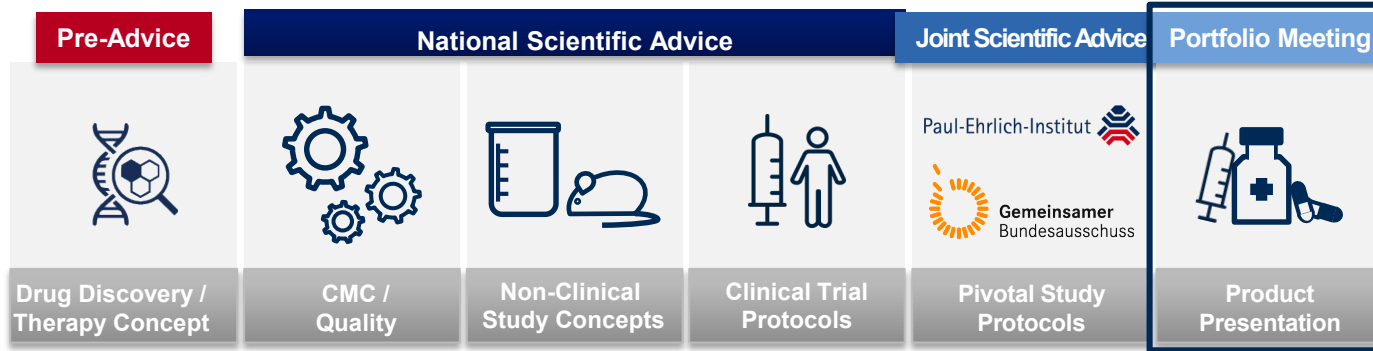 Pre-Advice
National Scientific Advice
Joint Scientific Advice
Portfolio Meeting
Paul-Ehrlich-Institut
Gemeinsamer
Bundesausschuss
Drug Discovery /
Therapy Concept
CMC /
Quality
Non-Clinical
Study Concepts
Clinical Trial
Protocols
Pivotal Study
Protocols
Product
Presentation